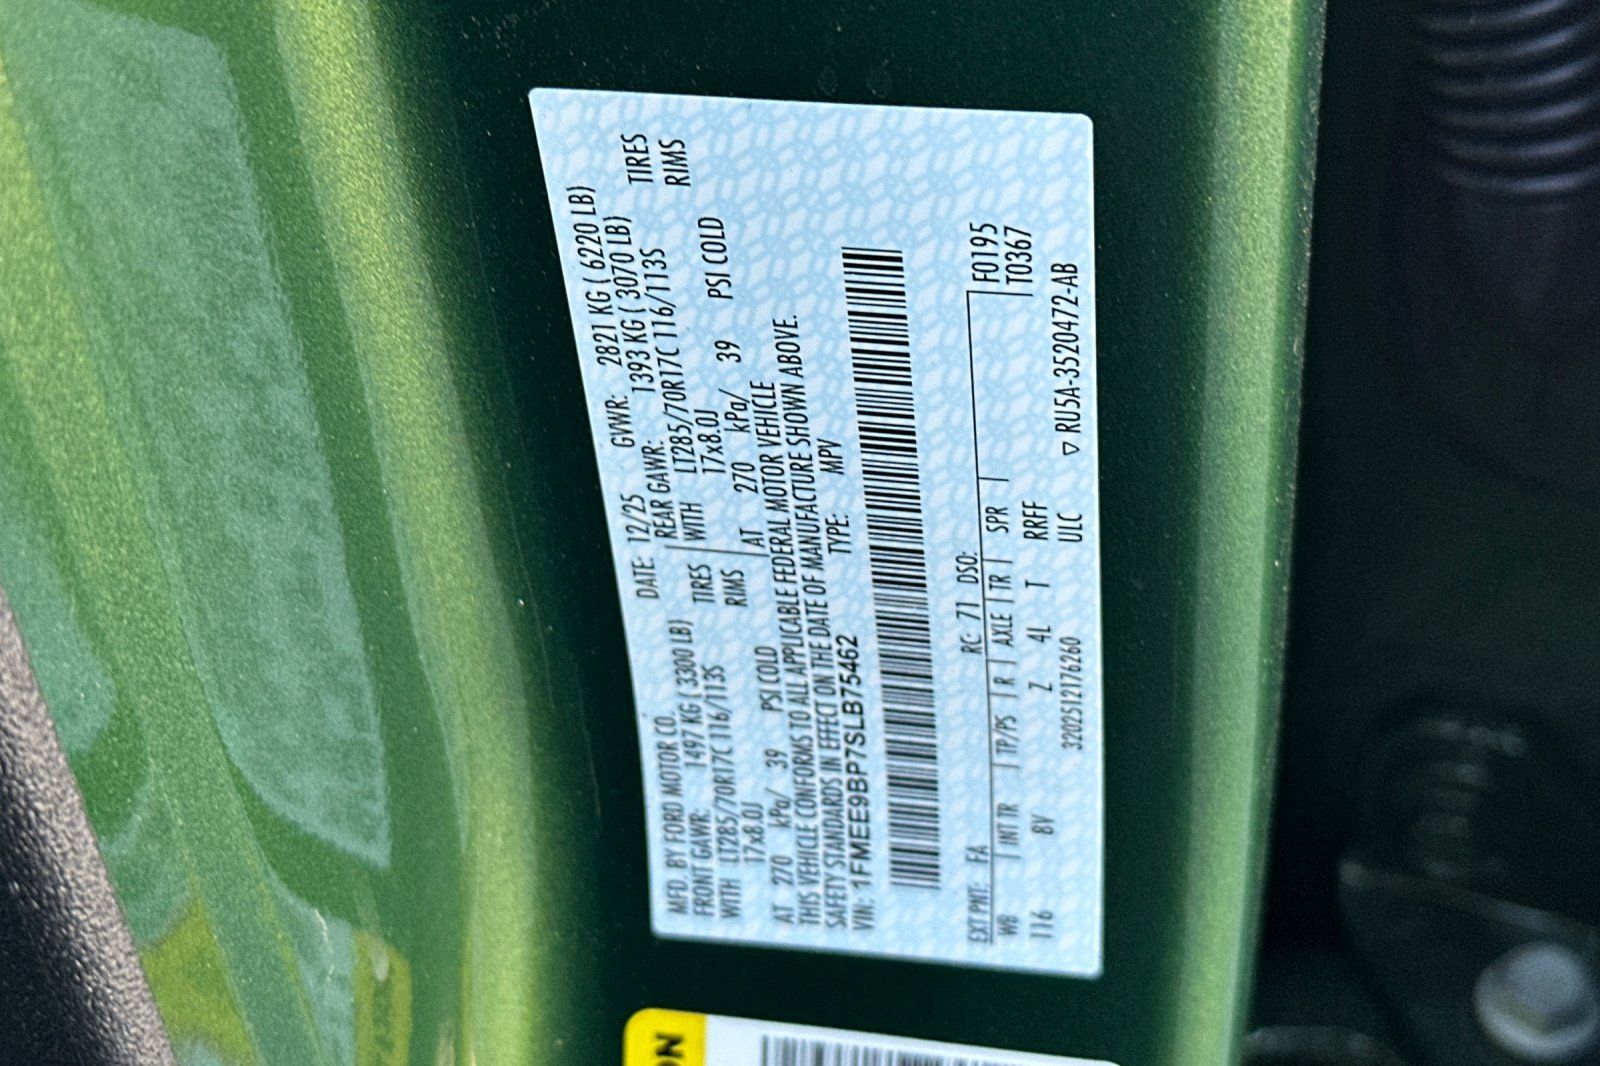 MFD. BY FORD MOTOR CO.
DATE: 12/25 GVWR: 2821 KG ( 6220 LB)
FRONT GAWR: 1497 KG ( 3300 LB) REAR GAWR: 1393 KG ( 3070 LB)
WITH LT285/70R17C 116/113S TIRES WITH LT285/70R17C 116/113S TIRES
17x8.0J RIMS 17x8.0J RIMS
AT 270 kPa/ 39 PSI COLD AT 270 kPa/ 39 PSI COLD
THIS VEHICLE CONFORMS TO ALL APPLICABLE FEDERAL MOTOR VEHICLE
SAFETY STANDARDS IN EFFECT ON THE DATE OF MANUFACTURE SHOWN ABOVE.
VIN: 1FMEE9BP7SLB75462 TYPE: MPV
EXT PNT: FA RC: 71 DSO: F0195
WB INT TR TP/PS R AXLE TR SPR T0367
116 8V Z 4L T RRFF
3202512176260 ULC ▽ RU5A-3520472-AB
ON